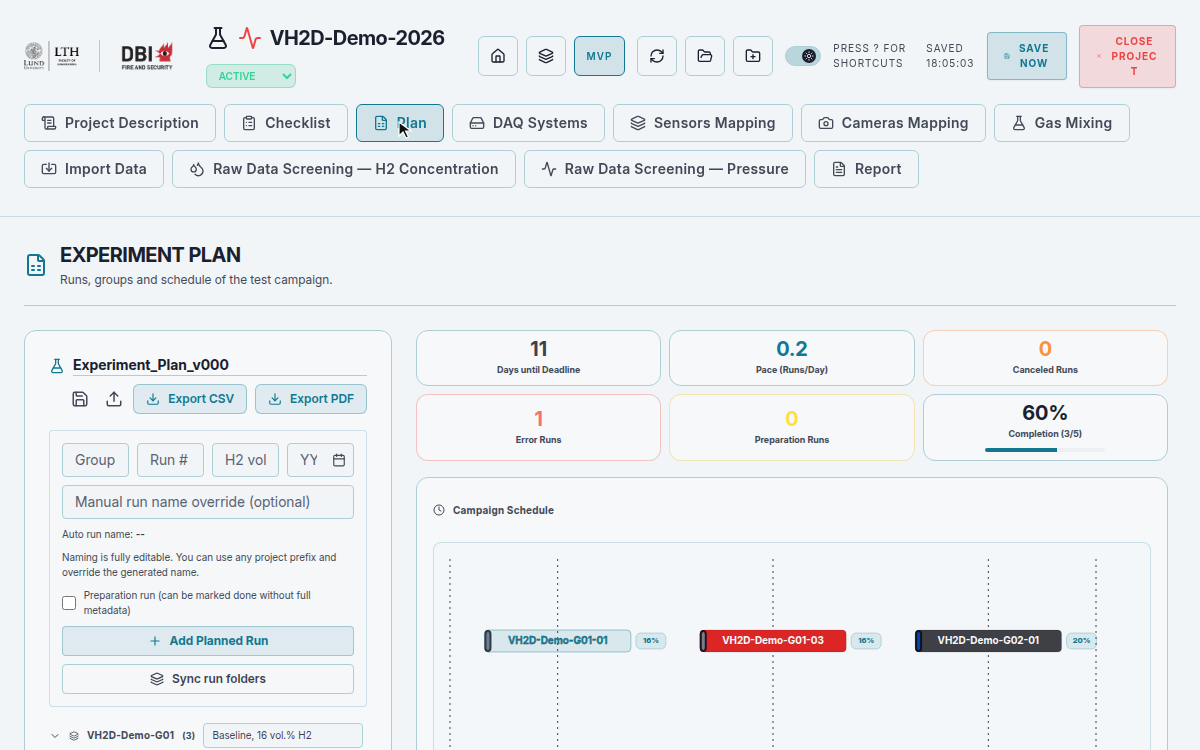 LUND
UNIVERSITY
LTH
FACULTY OF
ENGINEERING
DBI
FIRE AND SECURITY
VH2D-Demo-2026
ACTIVE
MVP
PRESS ? FOR
SHORTCUTS
SAVED
18:05:03
SAVE
NOW
CLOSE
PROJEC
T
Project Description
Checklist
Plan
DAQ Systems
Sensors Mapping
Cameras Mapping
Gas Mixing
Import Data
Raw Data Screening — H2 Concentration
Raw Data Screening — Pressure
Report
EXPERIMENT PLAN
Runs, groups and schedule of the test campaign.
Experiment_Plan_v000
Export CSV
Export PDF
Group
Run #
H2 vol
YY
Manual run name override (optional)
Auto run name: --
Naming is fully editable. You can use any project prefix and
override the generated name.
Preparation run (can be marked done without full
metadata)
Add Planned Run
Sync run folders
VH2D-Demo-G01 (3)
Baseline, 16 vol.% H2
11
Days until Deadline
0.2
Pace (Runs/Day)
0
Canceled Runs
1
Error Runs
0
Preparation Runs
60%
Completion (3/5)
Campaign Schedule
VH2D-Demo-G01-01
16%
VH2D-Demo-G01-03
16%
VH2D-Demo-G02-01
20%